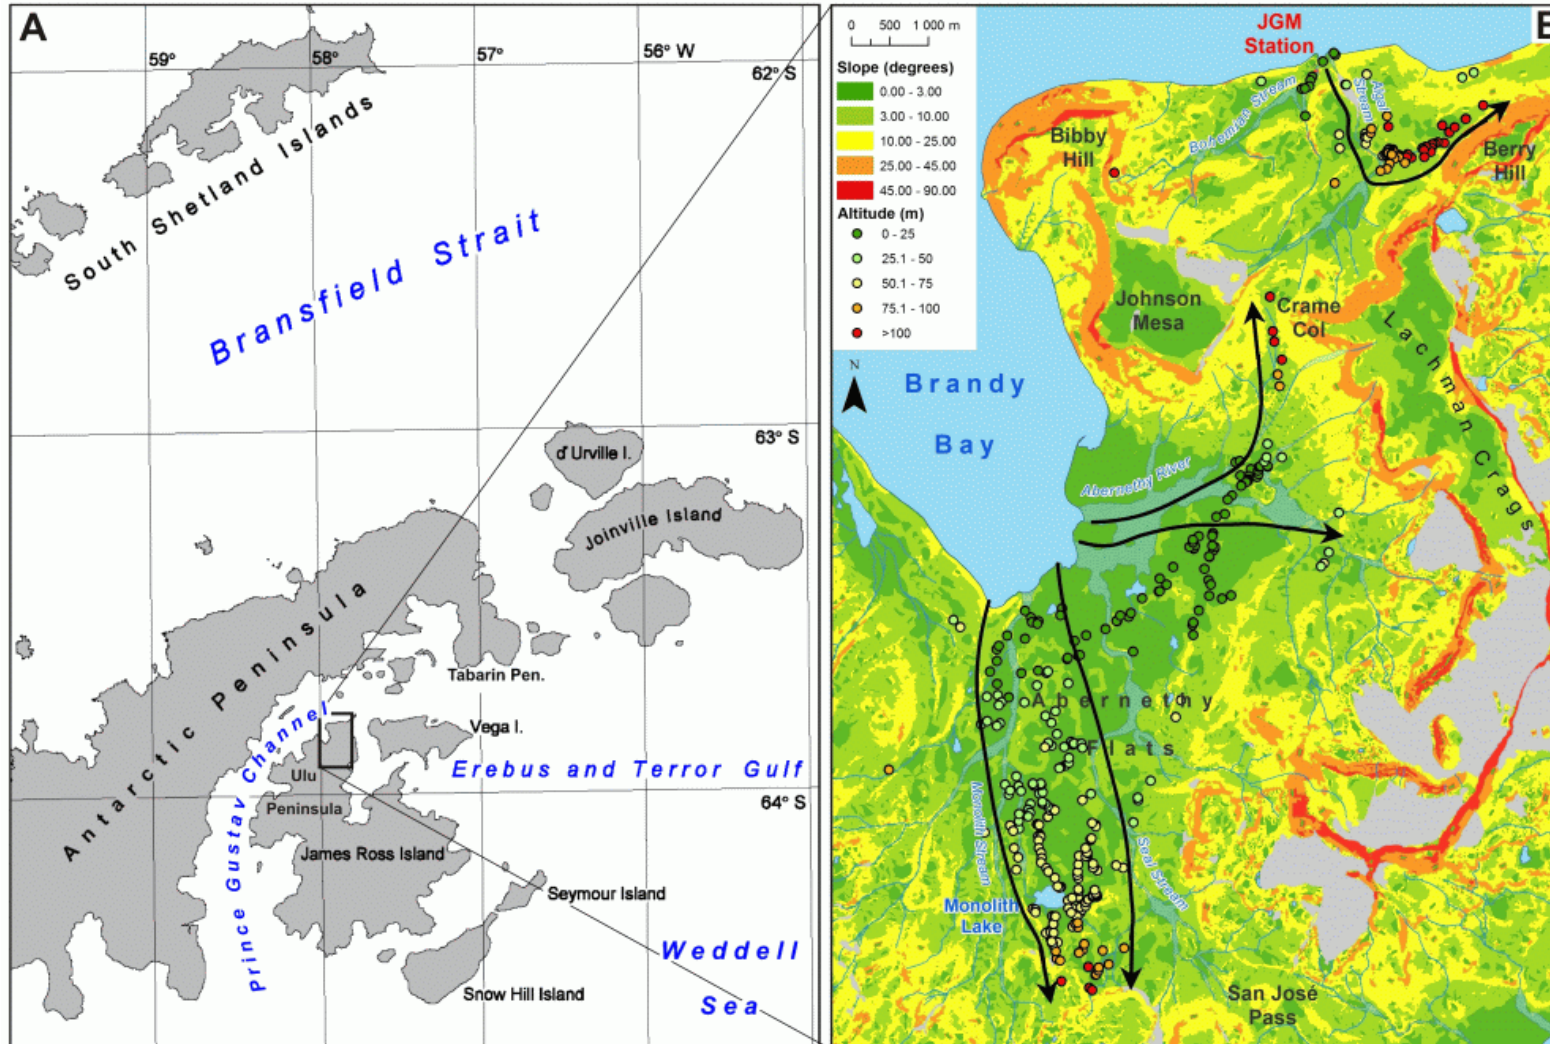 A
59°
58°
57°
56° W
62° S
South Shetland Islands
Bransfield Strait
63° S
d'Urville I.
Joinville Island
Antarctic Peninsula
Tabarin Pen.
Prince Gustav Channel
Vega I.
Ulu
Peninsula
Erebus and Terror Gulf
64° S
James Ross Island
Seymour Island
Weddell
Sea
Snow Hill Island
0 500 1 000 m
Slope (degrees)
0.00 - 3.00
3.00 - 10.00
10.00 - 25.00
25.00 - 45.00
45.00 - 90.00
Altitude (m)
0 - 25
25.1 - 50
50.1 - 75
75.1 - 100
>100
N
JGM
Station
Bohemian Stream
Algal
Stream
Bibby
Hill
Berry
Hill
Johnson
Mesa
Crame
Col
Lachman Crags
Brandy
Bay
Abernethy River
Abernethy
Flats
Monolith Stream
Seal Stream
Monolith
Lake
San José
Pass